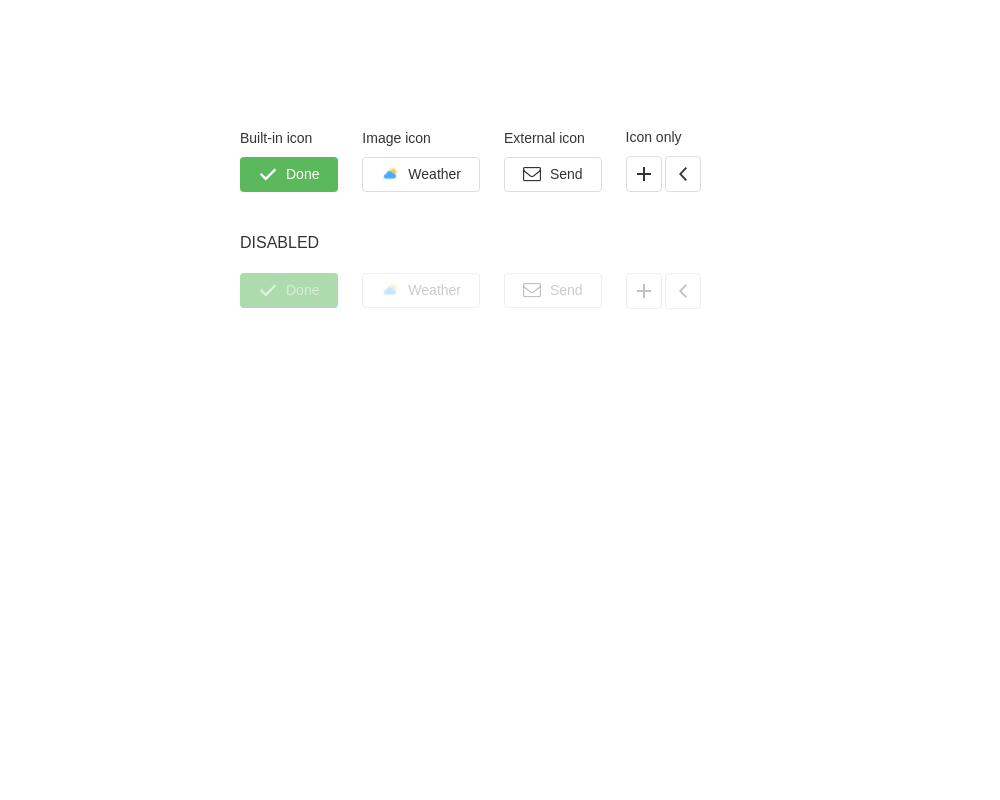 Built-in icon
Image icon
External icon
Icon only
Done
Weather
Send
DISABLED
Done
Weather
Send